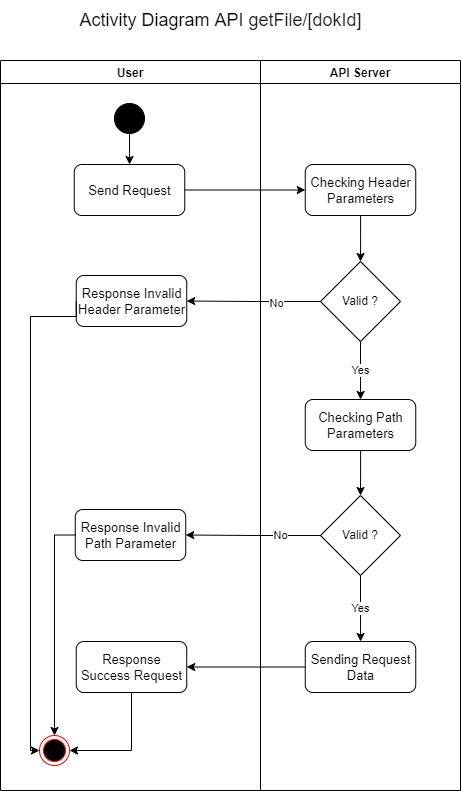 Activity Diagram API getFile/[dokId]
User
API Server
Send Request
Checking Header
Parameters
Response Invalid
Header Parameter
No
Valid ?
Yes
Checking Path
Parameters
Response Invalid
Path Parameter
No
Valid ?
Yes
Response
Success Request
Sending Request
Data